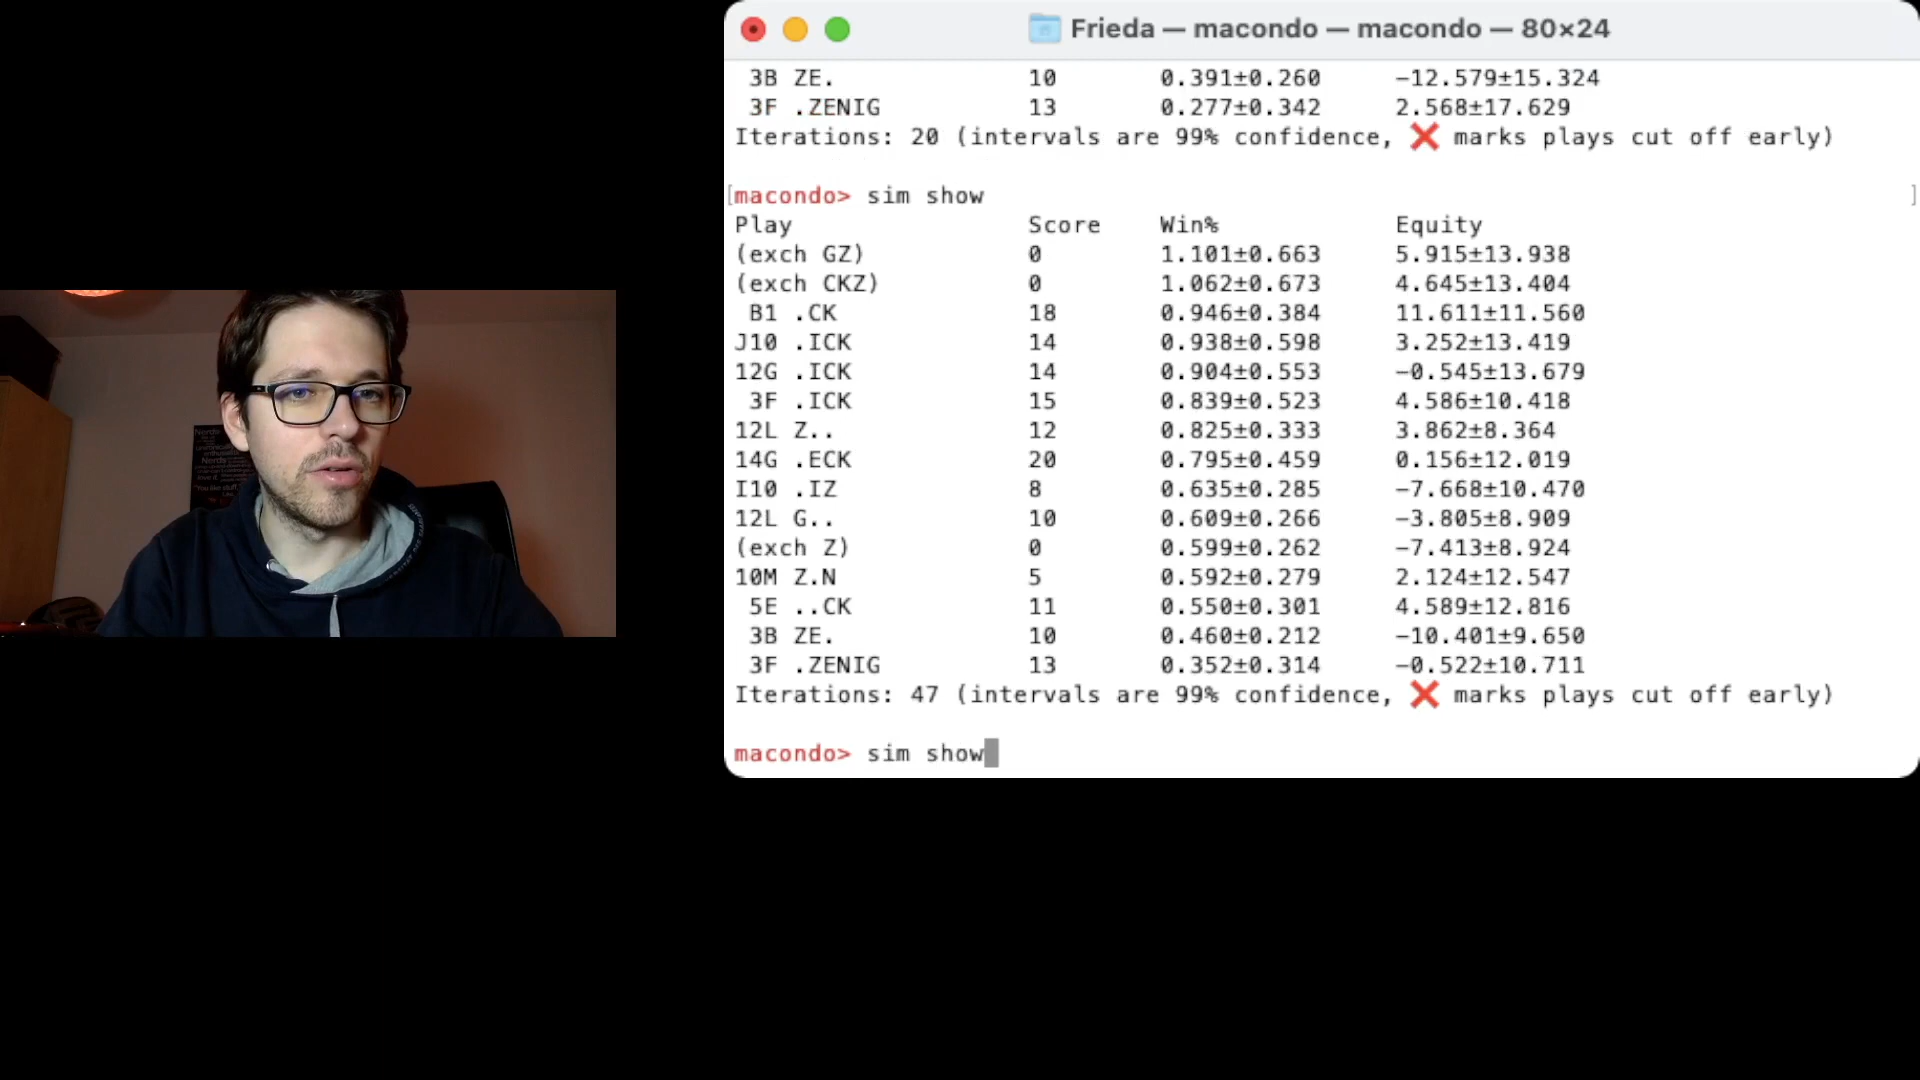 Frieda — macondo — macondo — 80×24
3B ZE. 10 0.391±0.260 −12.579±15.324
3F .ZENIG 13 0.277±0.342 2.568±17.629
Iterations: 20 (intervals are 99% confidence, ❌ marks plays cut off early)
[macondo> sim show ]
Play Score Win% Equity
(exch GZ) 0 1.101±0.663 5.915±13.938
(exch CKZ) 0 1.062±0.673 4.645±13.404
B1 .CK 18 0.946±0.384 11.611±11.560
J10 .ICK 14 0.938±0.598 3.252±13.419
12G .ICK 14 0.904±0.553 −0.545±13.679
3F .ICK 15 0.839±0.523 4.586±10.418
12L Z.. 12 0.825±0.333 3.862±8.364
14G .ECK 20 0.795±0.459 0.156±12.019
I10 .IZ 8 0.635±0.285 −7.668±10.470
12L G.. 10 0.609±0.266 −3.805±8.909
(exch Z) 0 0.599±0.262 −7.413±8.924
10M Z.N 5 0.592±0.279 2.124±12.547
5E ..CK 11 0.550±0.301 4.589±12.816
3B ZE. 10 0.460±0.212 −10.401±9.650
3F .ZENIG 13 0.352±0.314 −0.522±10.711
Iterations: 47 (intervals are 99% confidence, ❌ marks plays cut off early)
macondo> sim show